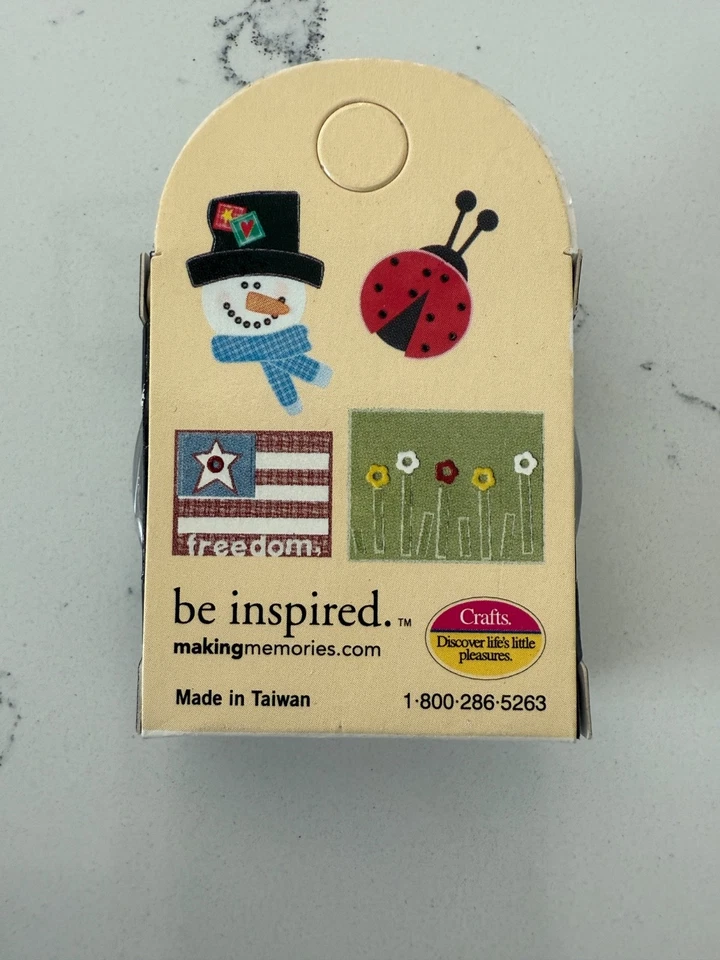 freedom.
be inspired.™
makingmemories.com
Crafts.
Discover life's little
pleasures.
Made in Taiwan
1·800·286·5263